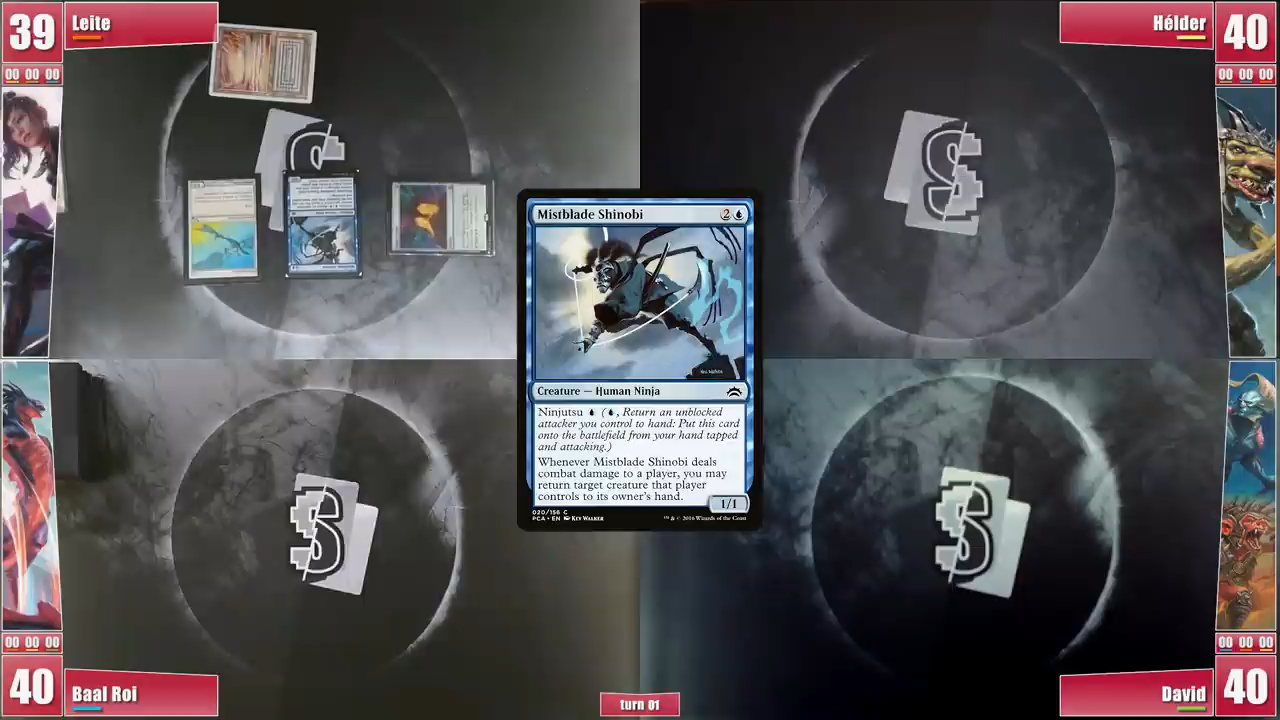 39
Leite
00 00 00
Hélder
40
00 00 00
Mistblade Shinobi
2
Creature — Human Ninja
Ninjutsu (, Return an unblocked
attacker you control to hand: Put this card
onto the battlefield from your hand tapped
and attacking.)
Whenever Mistblade Shinobi deals
combat damage to a player, you may
return target creature that player
controls to its owner's hand.
1/1
020/156 C
PCA • EN Kev Walker
™ & © 2016 Wizards of the Coast
00 00 00
40
Baal Roi
turn 01
00 00 00
David
40